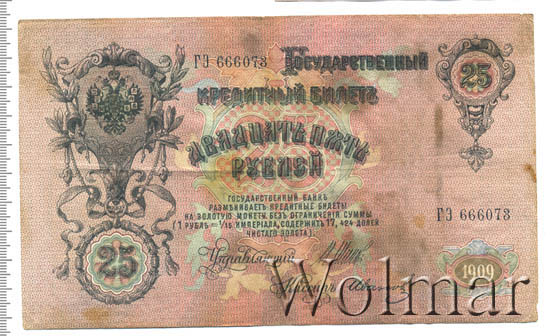 ГЭ 666073
Государственный
25
Кредитный Билетъ
Двадцать пять
рублей
Государственный банкъ
размѣниваетъ кредитные билеты
на золотую монету безъ ограниченія суммы
(1 рубль = 1/15 имперіала, содержитъ 17,424 долей
чистаго золота).
ГЭ 666073
25
Управляющій
Кассиръ
1909
Wolmar